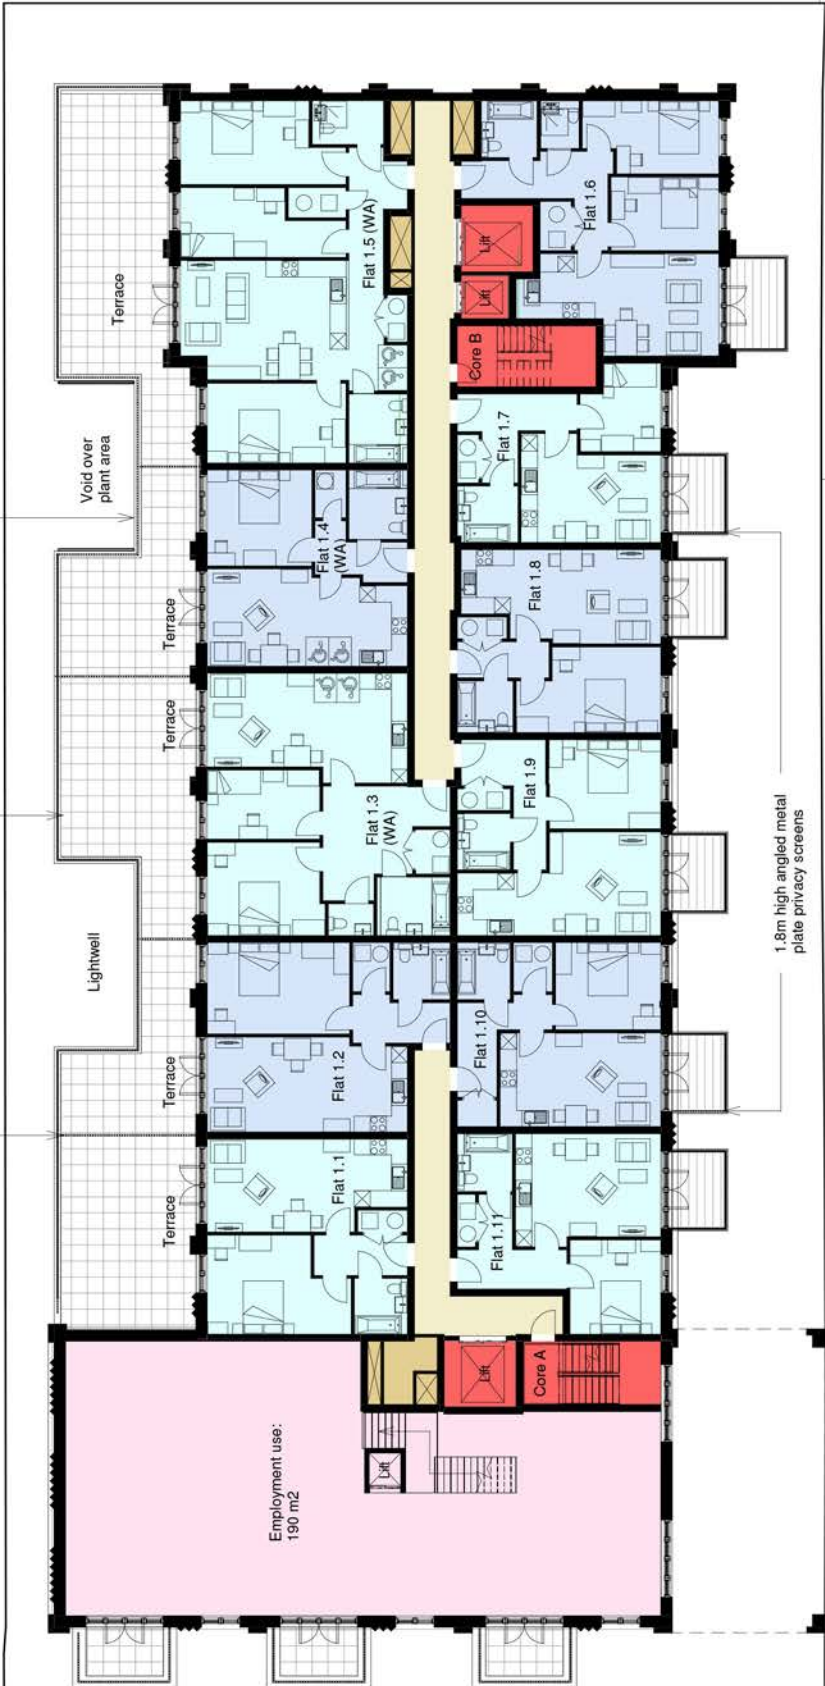 Terrace
Flat 1.5 (WA)
Flat 1.6
Lift
Lift
Core B
Void over
plant area
Flat 1.7
Flat 1.4
(WA)
Flat 1.8
Terrace
Terrace
Flat 1.3
(WA)
Flat 1.9
1.8m high angled metal
plate privacy screens
Lightwell
Flat 1.2
Flat 1.10
Terrace
Flat 1.1
Flat 1.11
Terrace
Lift
Core A
Employment use:
190 m2
Lift